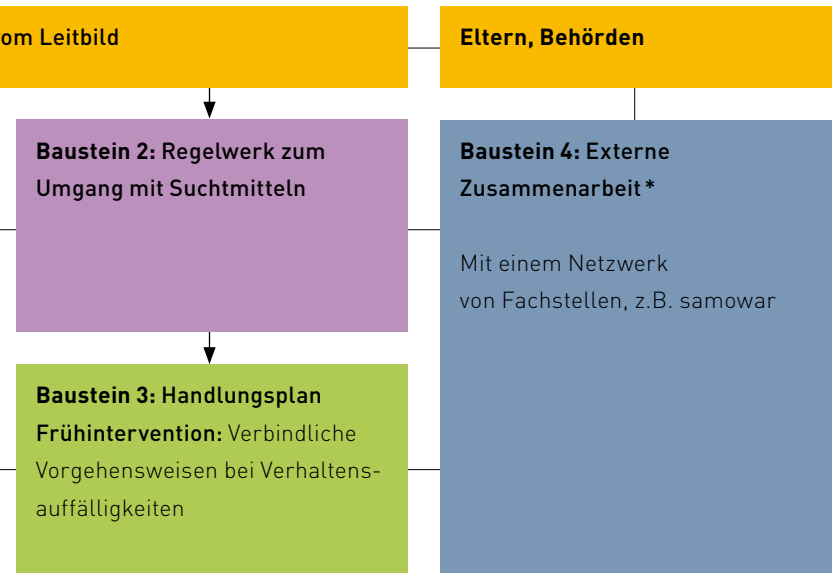 om Leitbild
Eltern, Behörden
Baustein 2: Regelwerk zum
Umgang mit Suchtmitteln
Baustein 4: Externe
Zusammenarbeit *
Mit einem Netzwerk
von Fachstellen, z.B. samowar
Baustein 3: Handlungsplan
Frühintervention: Verbindliche
Vorgehensweisen bei Verhaltens-
auffälligkeiten